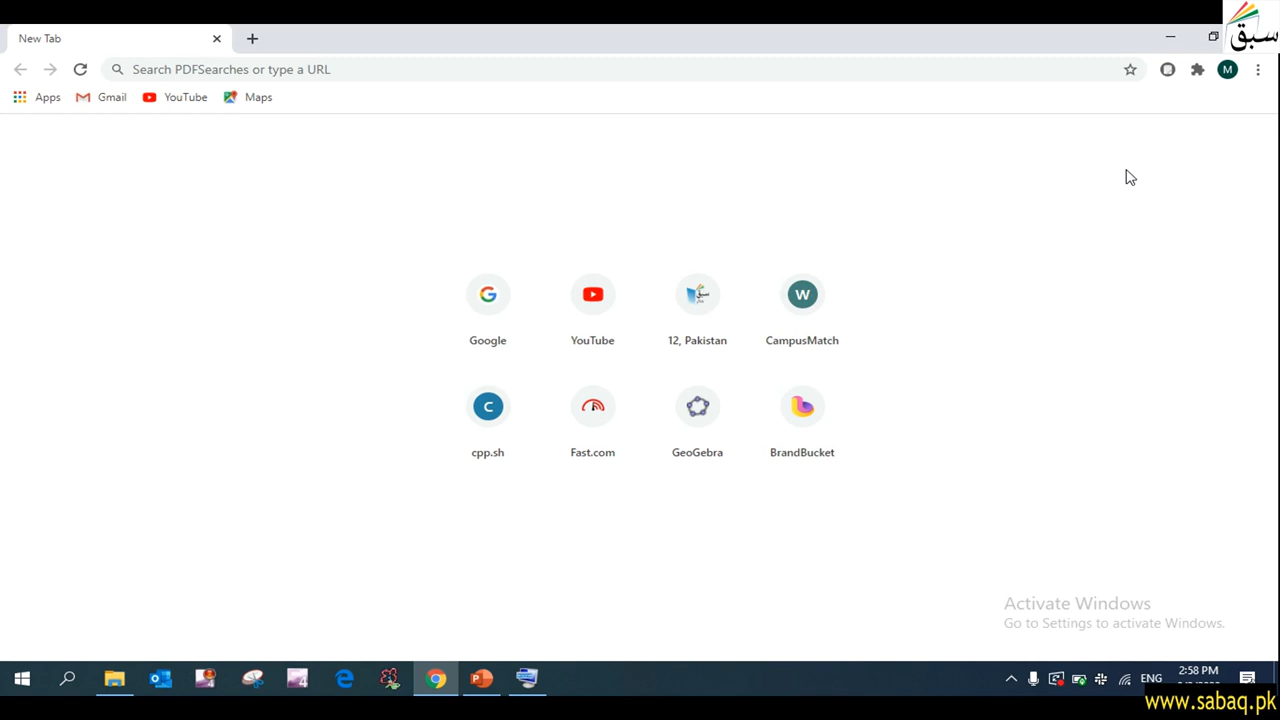 سبق
New Tab
Search PDFSearches or type a URL
M
Apps Gmail YouTube Maps
W
Google YouTube 12, Pakistan CampusMatch
C
cpp.sh Fast.com GeoGebra BrandBucket
Activate Windows
Go to Settings to activate Windows.
ENG 2:58 PM
www.sabaq.pk